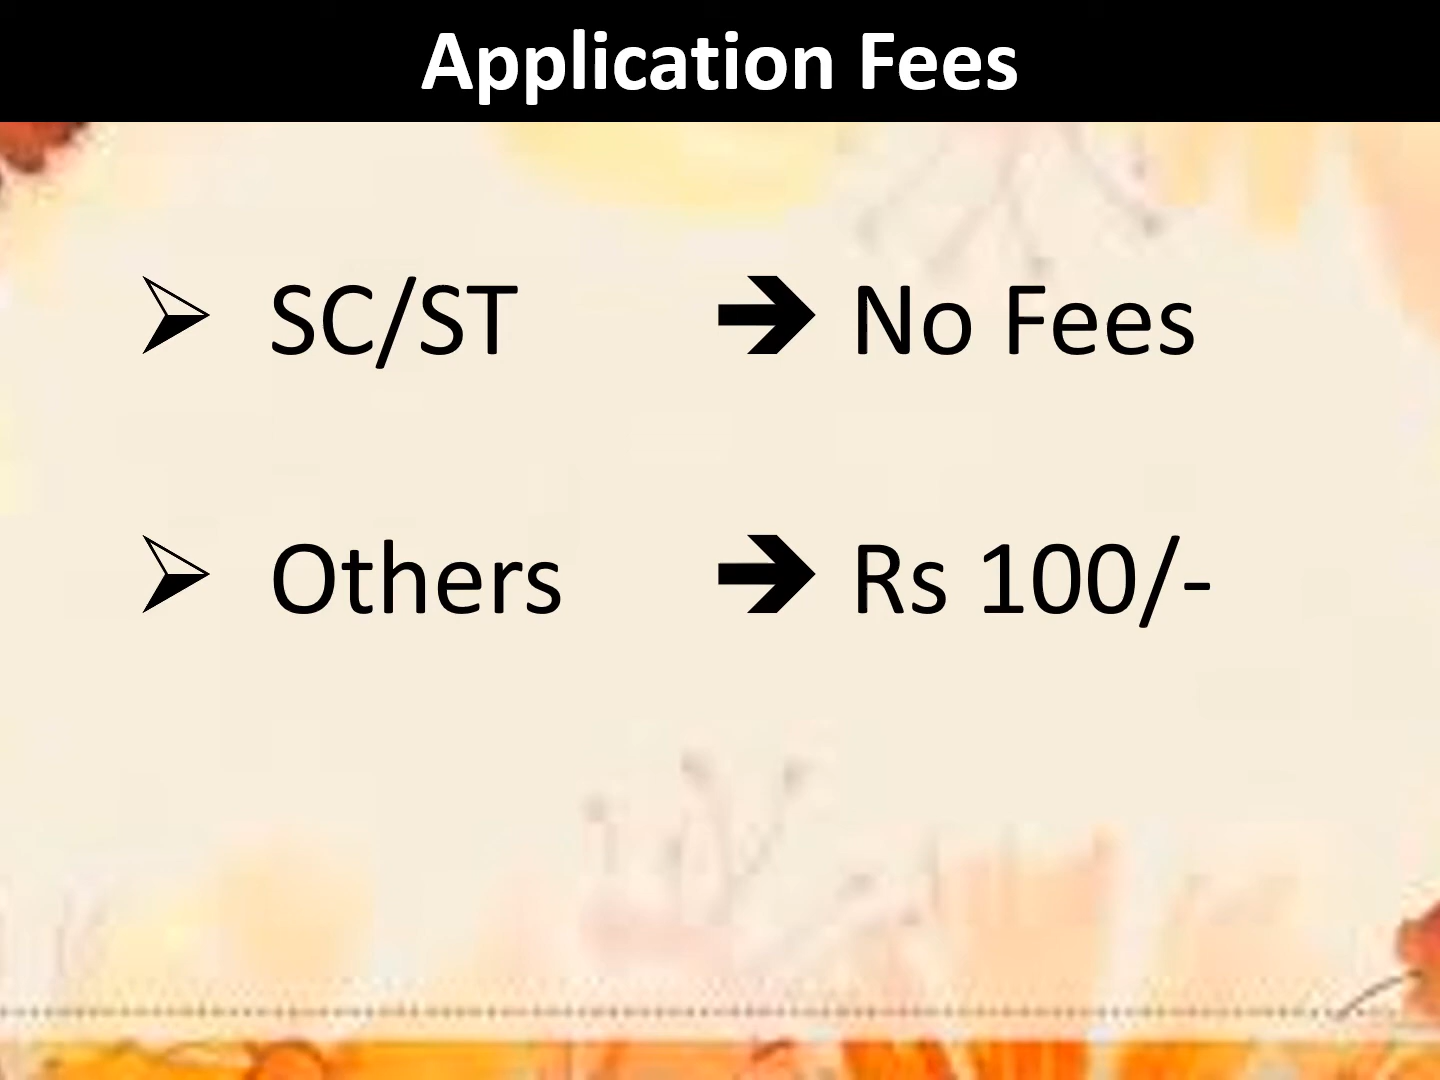 Application Fees
➢ SC/ST 🡺 No Fees
➢ Others 🡺 Rs 100/-